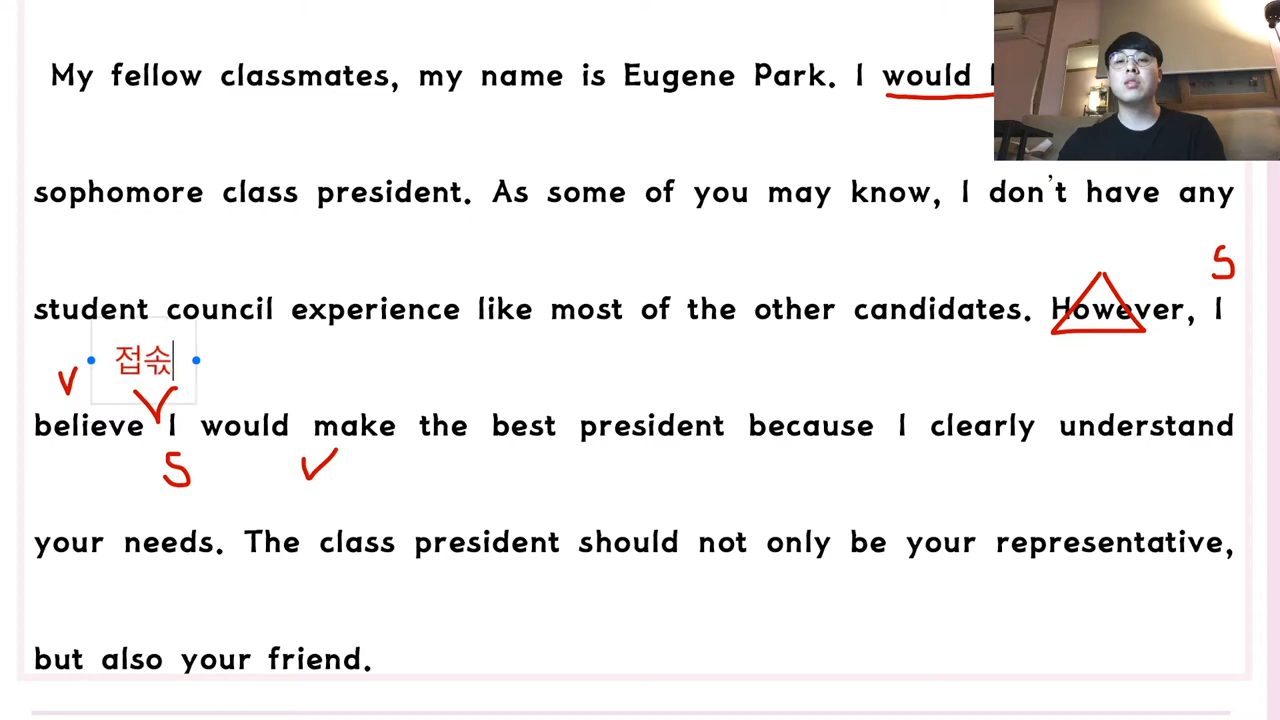 My fellow classmates, my name is Eugene Park. I would
sophomore class president. As some of you may know, I don't have any
S
student council experience like most of the other candidates. However, I
접솏
V
believe I would make the best president because I clearly understand
S V
your needs. The class president should not only be your representative,
but also your friend.